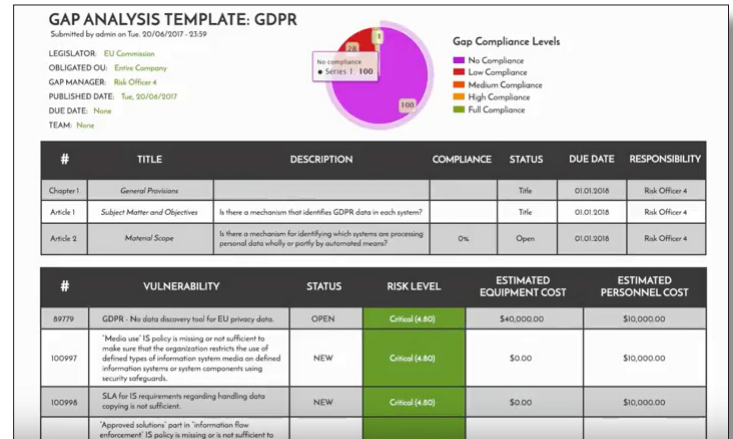 GAP ANALYSIS TEMPLATE: GDPR
Submitted by admin on Tue. 20/06/2017 - 23:59
LEGISLATOR: EU Commission
OBLIGATED OU: Entire Company
GAP MANAGER: Risk Officer 4
PUBLISHED DATE: Tue, 20/06/2017
DUE DATE: None
TEAM: None
1
28
No compliance
● Series 1: 100
100
Gap Compliance Levels
No Compliance
Low Compliance
Medium Compliance
High Compliance
Full Compliance
# TITLE DESCRIPTION COMPLIANCE STATUS DUE DATE RESPONSIBILITY
Chapter 1 General Provisions Title 01.01.2018 Risk Officer 4
Article 1 Subject Matter and Objectives Is there a mechanism that identifies GDPR data in each system? Title 01.01.2018 Risk Officer 4
Article 2 Material Scope Is there a mechanism for identifying which systems are processing
personal data wholly or partly by automated means? 0% Open 01.01.2018 Risk Officer 4
# VULNERABILITY STATUS RISK LEVEL ESTIMATED
EQUIPMENT COST ESTIMATED
PERSONNEL COST
89779 GDPR - No data discovery tool for EU privacy data. OPEN Critical (4.80) $40,000.00 $10,000.00
100997 "Media use" IS policy is missing or not sufficient to
make sure that the organization restricts the use of
defined types of information system media on defined
information systems or system components using
security safeguards. NEW Critical (4.80) $0.00 $10,000.00
100998 SLA for IS requirements regarding handling data
copying is not sufficient. NEW Critical (4.80) $0.00 $10,000.00
"Approved solutions" part in "information flow
enforcement" IS policy is missing or is not sufficient to